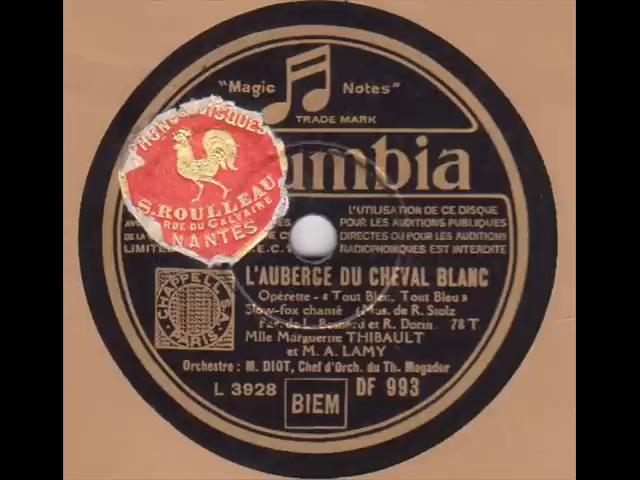 "Magic Notes"
TRADE MARK
umbia
S. ROULLEAU
RUE DU CALVAIRE
NANTES
L'UTILISATION DE CE DISQUE
POUR LES AUDITIONS PUBLIQUES
DIRECTES OU POUR LES AUDITIONS
LIMITE
RADIOPHONIQUES EST INTERDITE
L'AUBERGE DU CHEVAL BLANC
CHAPPELL S.A.
PARIS
Opérette - « Tout Bleu, Tout Bleu »
Slow-fox chanté (Mus. de R. Stolz
Par. de L. Besnard et R. Dorin. 78 T
Mlle Marguerite THIBAULT
et M. A. LAMY
Orchestre : M. DIOT, Chef d'Orch. du Th. Mogador
L 3928 BIEM DF 993